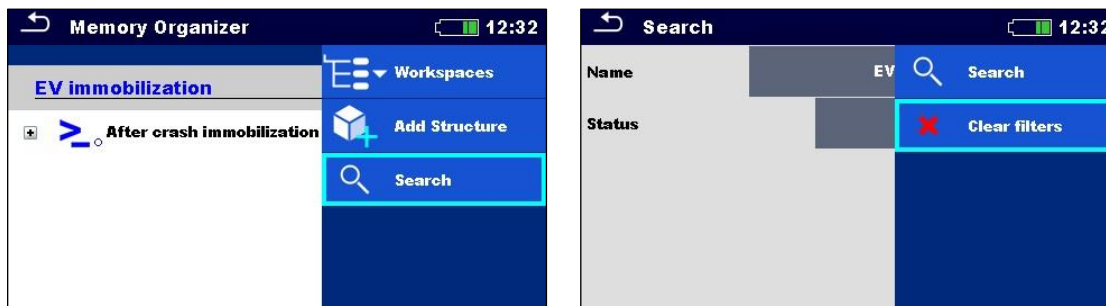 Memory Organizer 12:32
EV immobilization
After crash immobilization
Workspaces
Add Structure
Search
Search 12:32
Name EV
Status
Search
Clear filters